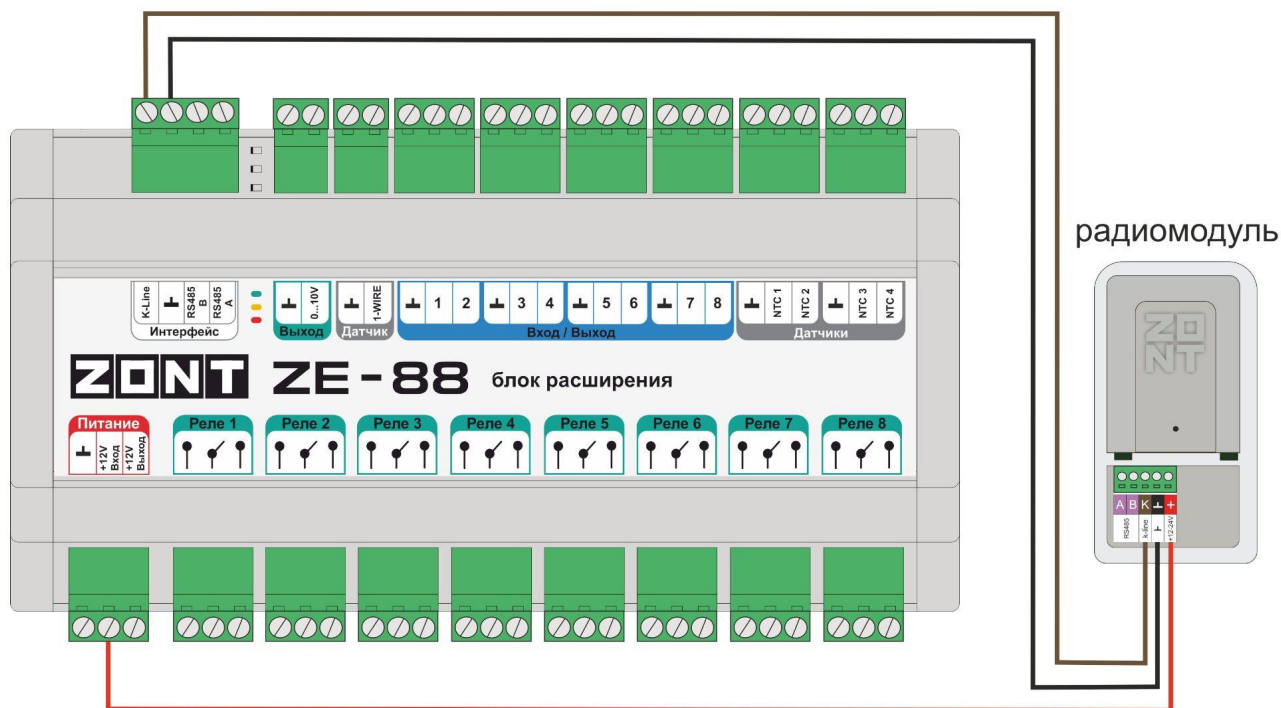 K-Line
RS485 B
RS485 A
Интерфейс
0...10V
Выход
1-WIRE
Датчик
1 2 3 4 5 6 7 8
Вход / Выход
NTC 1 NTC 2 NTC 3 NTC 4
Датчики
ZONT ZE-88 блок расширения
Питание
+12V Вход
+12V Выход
Реле 1 Реле 2 Реле 3 Реле 4 Реле 5 Реле 6 Реле 7 Реле 8
радиомодуль
ZO
NT
A B K +
RS485 k-line +12-24V